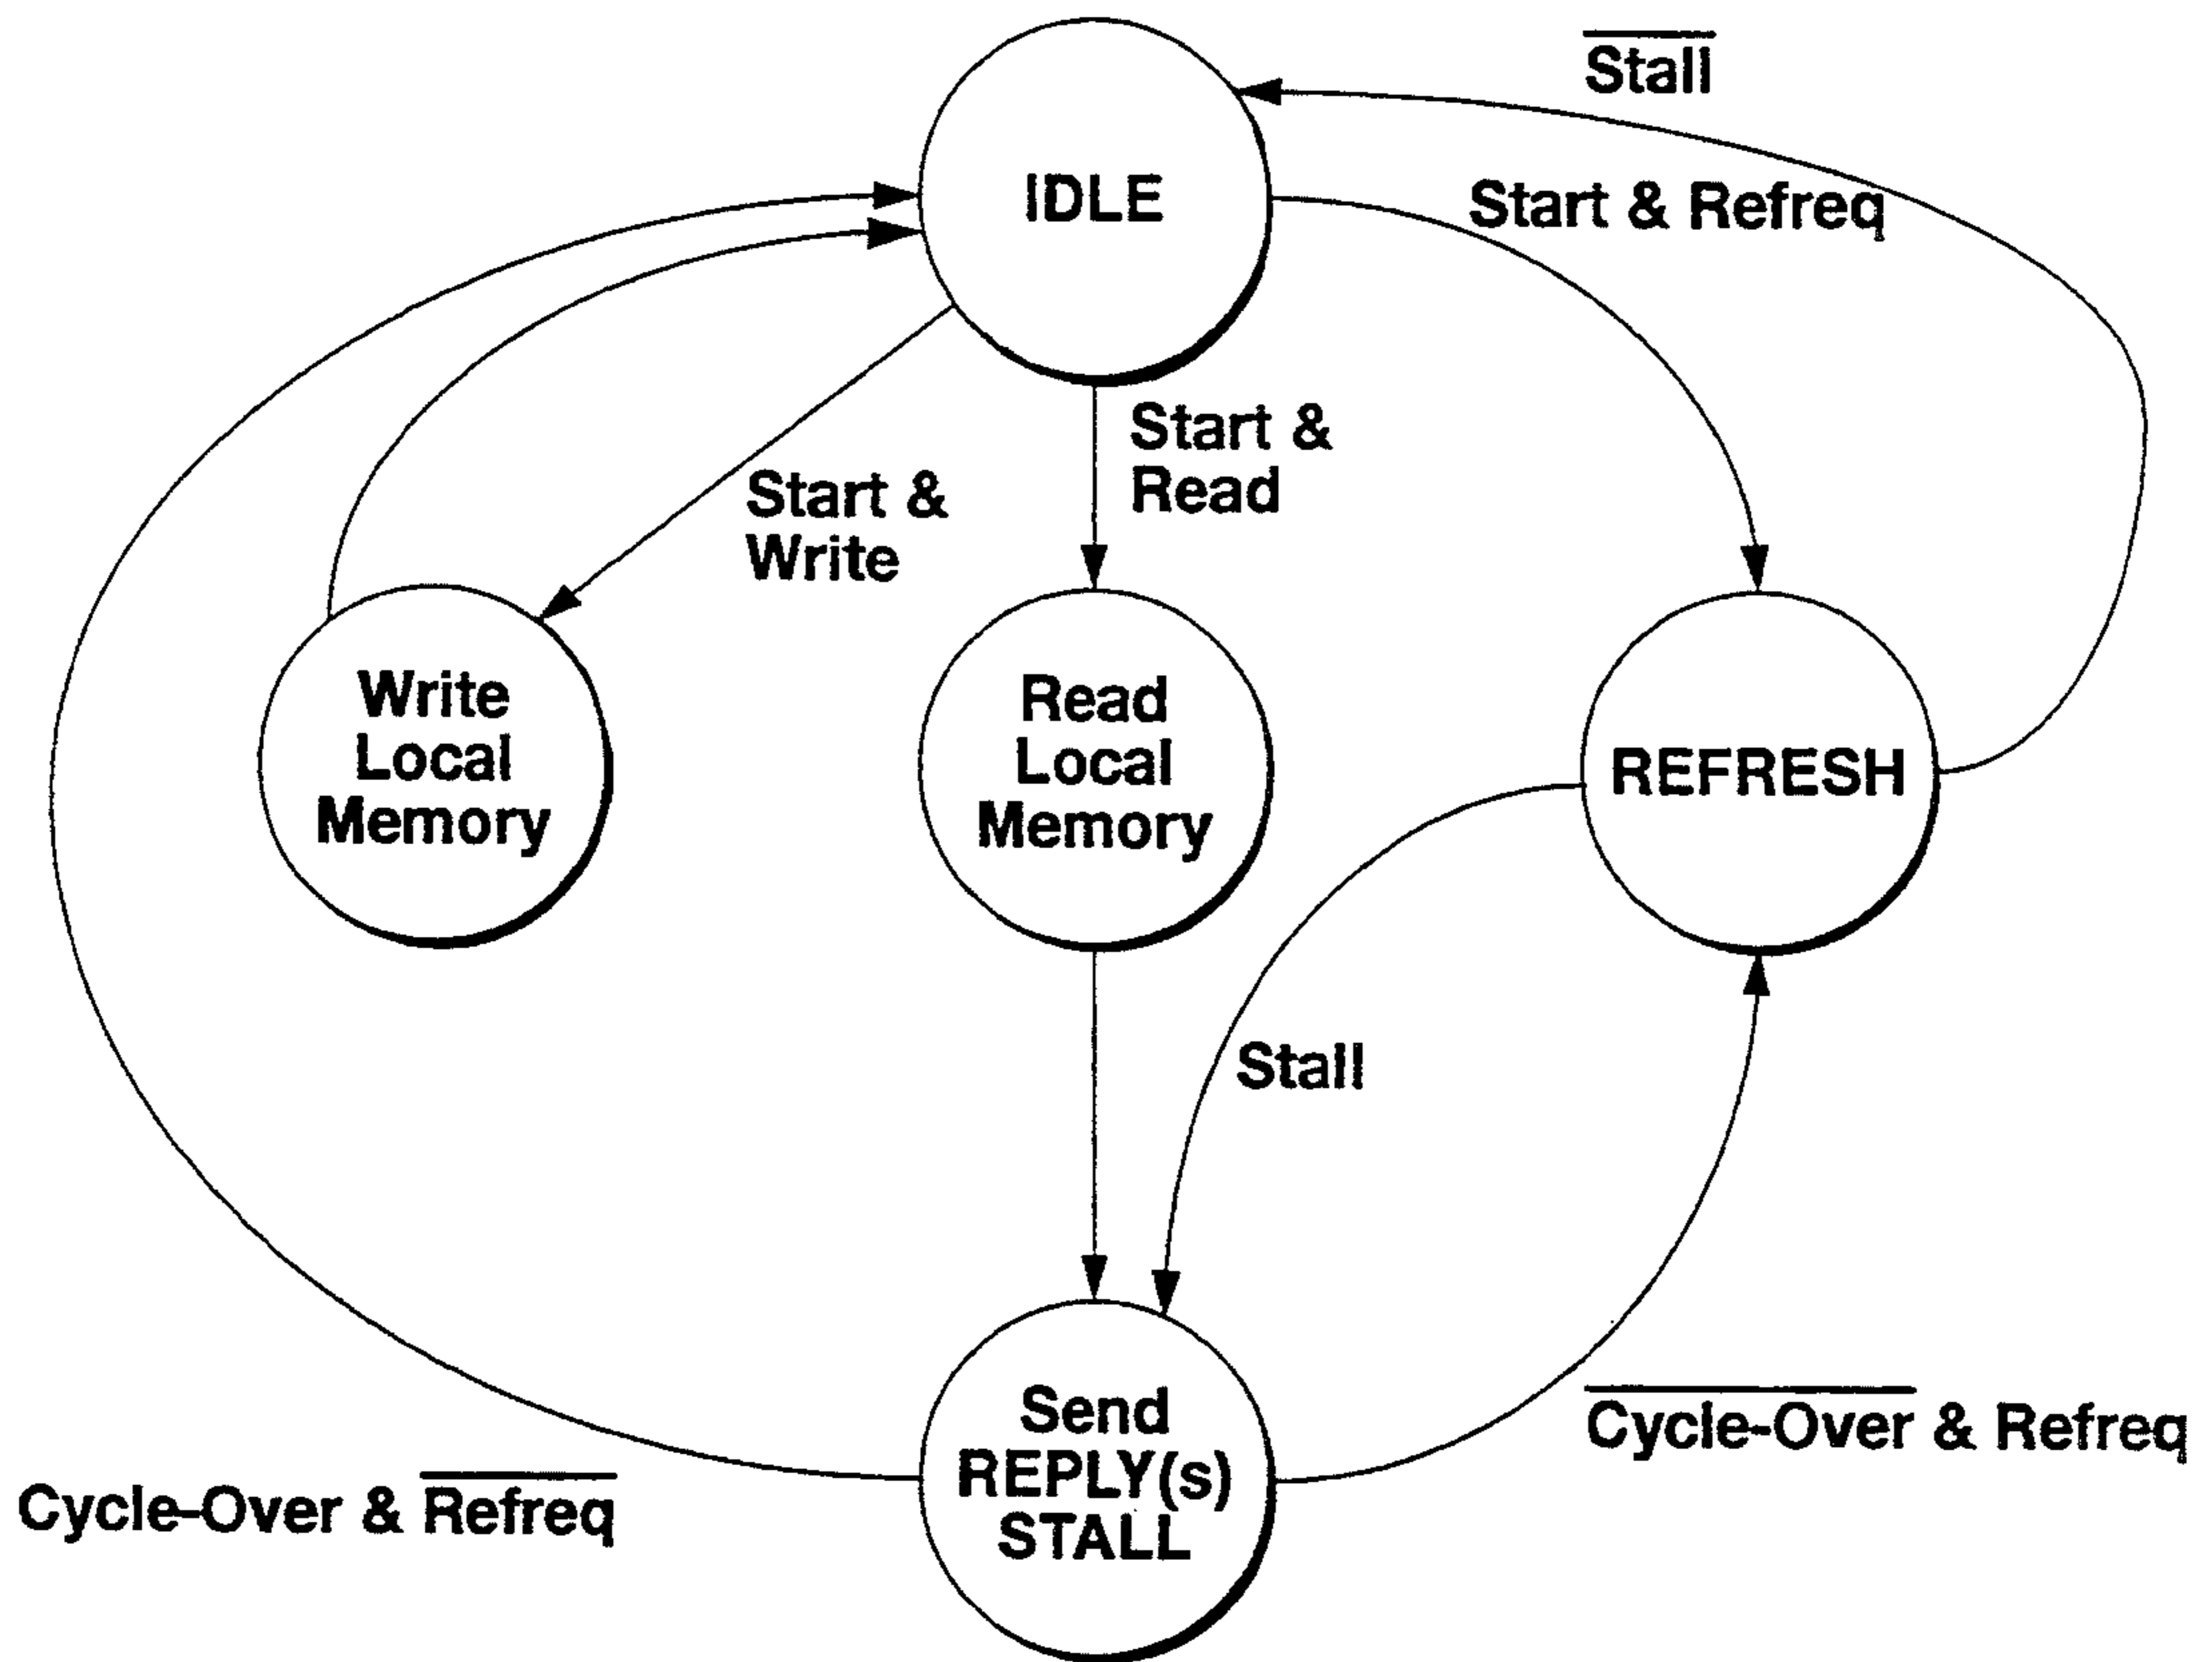 Stall
IDLE
Start & Refreq
Start &
Read
Start &
Write
Write
Local
Memory
Read
Local
Memory
REFRESH
Stall
Send
REPLY(s)
STALL
Cycle-Over & Refreq
Cycle-Over & Refreq